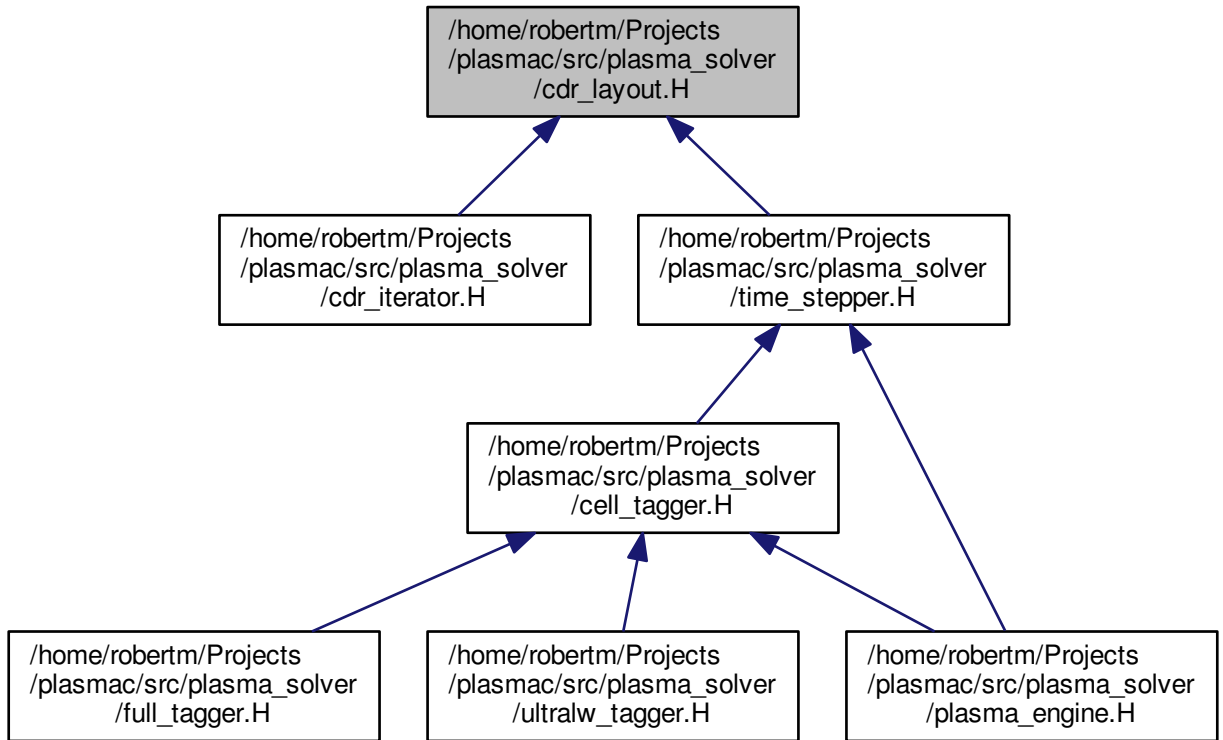 /home/robertm/Projects
/plasmac/src/plasma_solver
/cdr_layout.H
/home/robertm/Projects
/plasmac/src/plasma_solver
/cdr_iterator.H
/home/robertm/Projects
/plasmac/src/plasma_solver
/time_stepper.H
/home/robertm/Projects
/plasmac/src/plasma_solver
/cell_tagger.H
/home/robertm/Projects
/plasmac/src/plasma_solver
/full_tagger.H
/home/robertm/Projects
/plasmac/src/plasma_solver
/ultralw_tagger.H
/home/robertm/Projects
/plasmac/src/plasma_solver
/plasma_engine.H